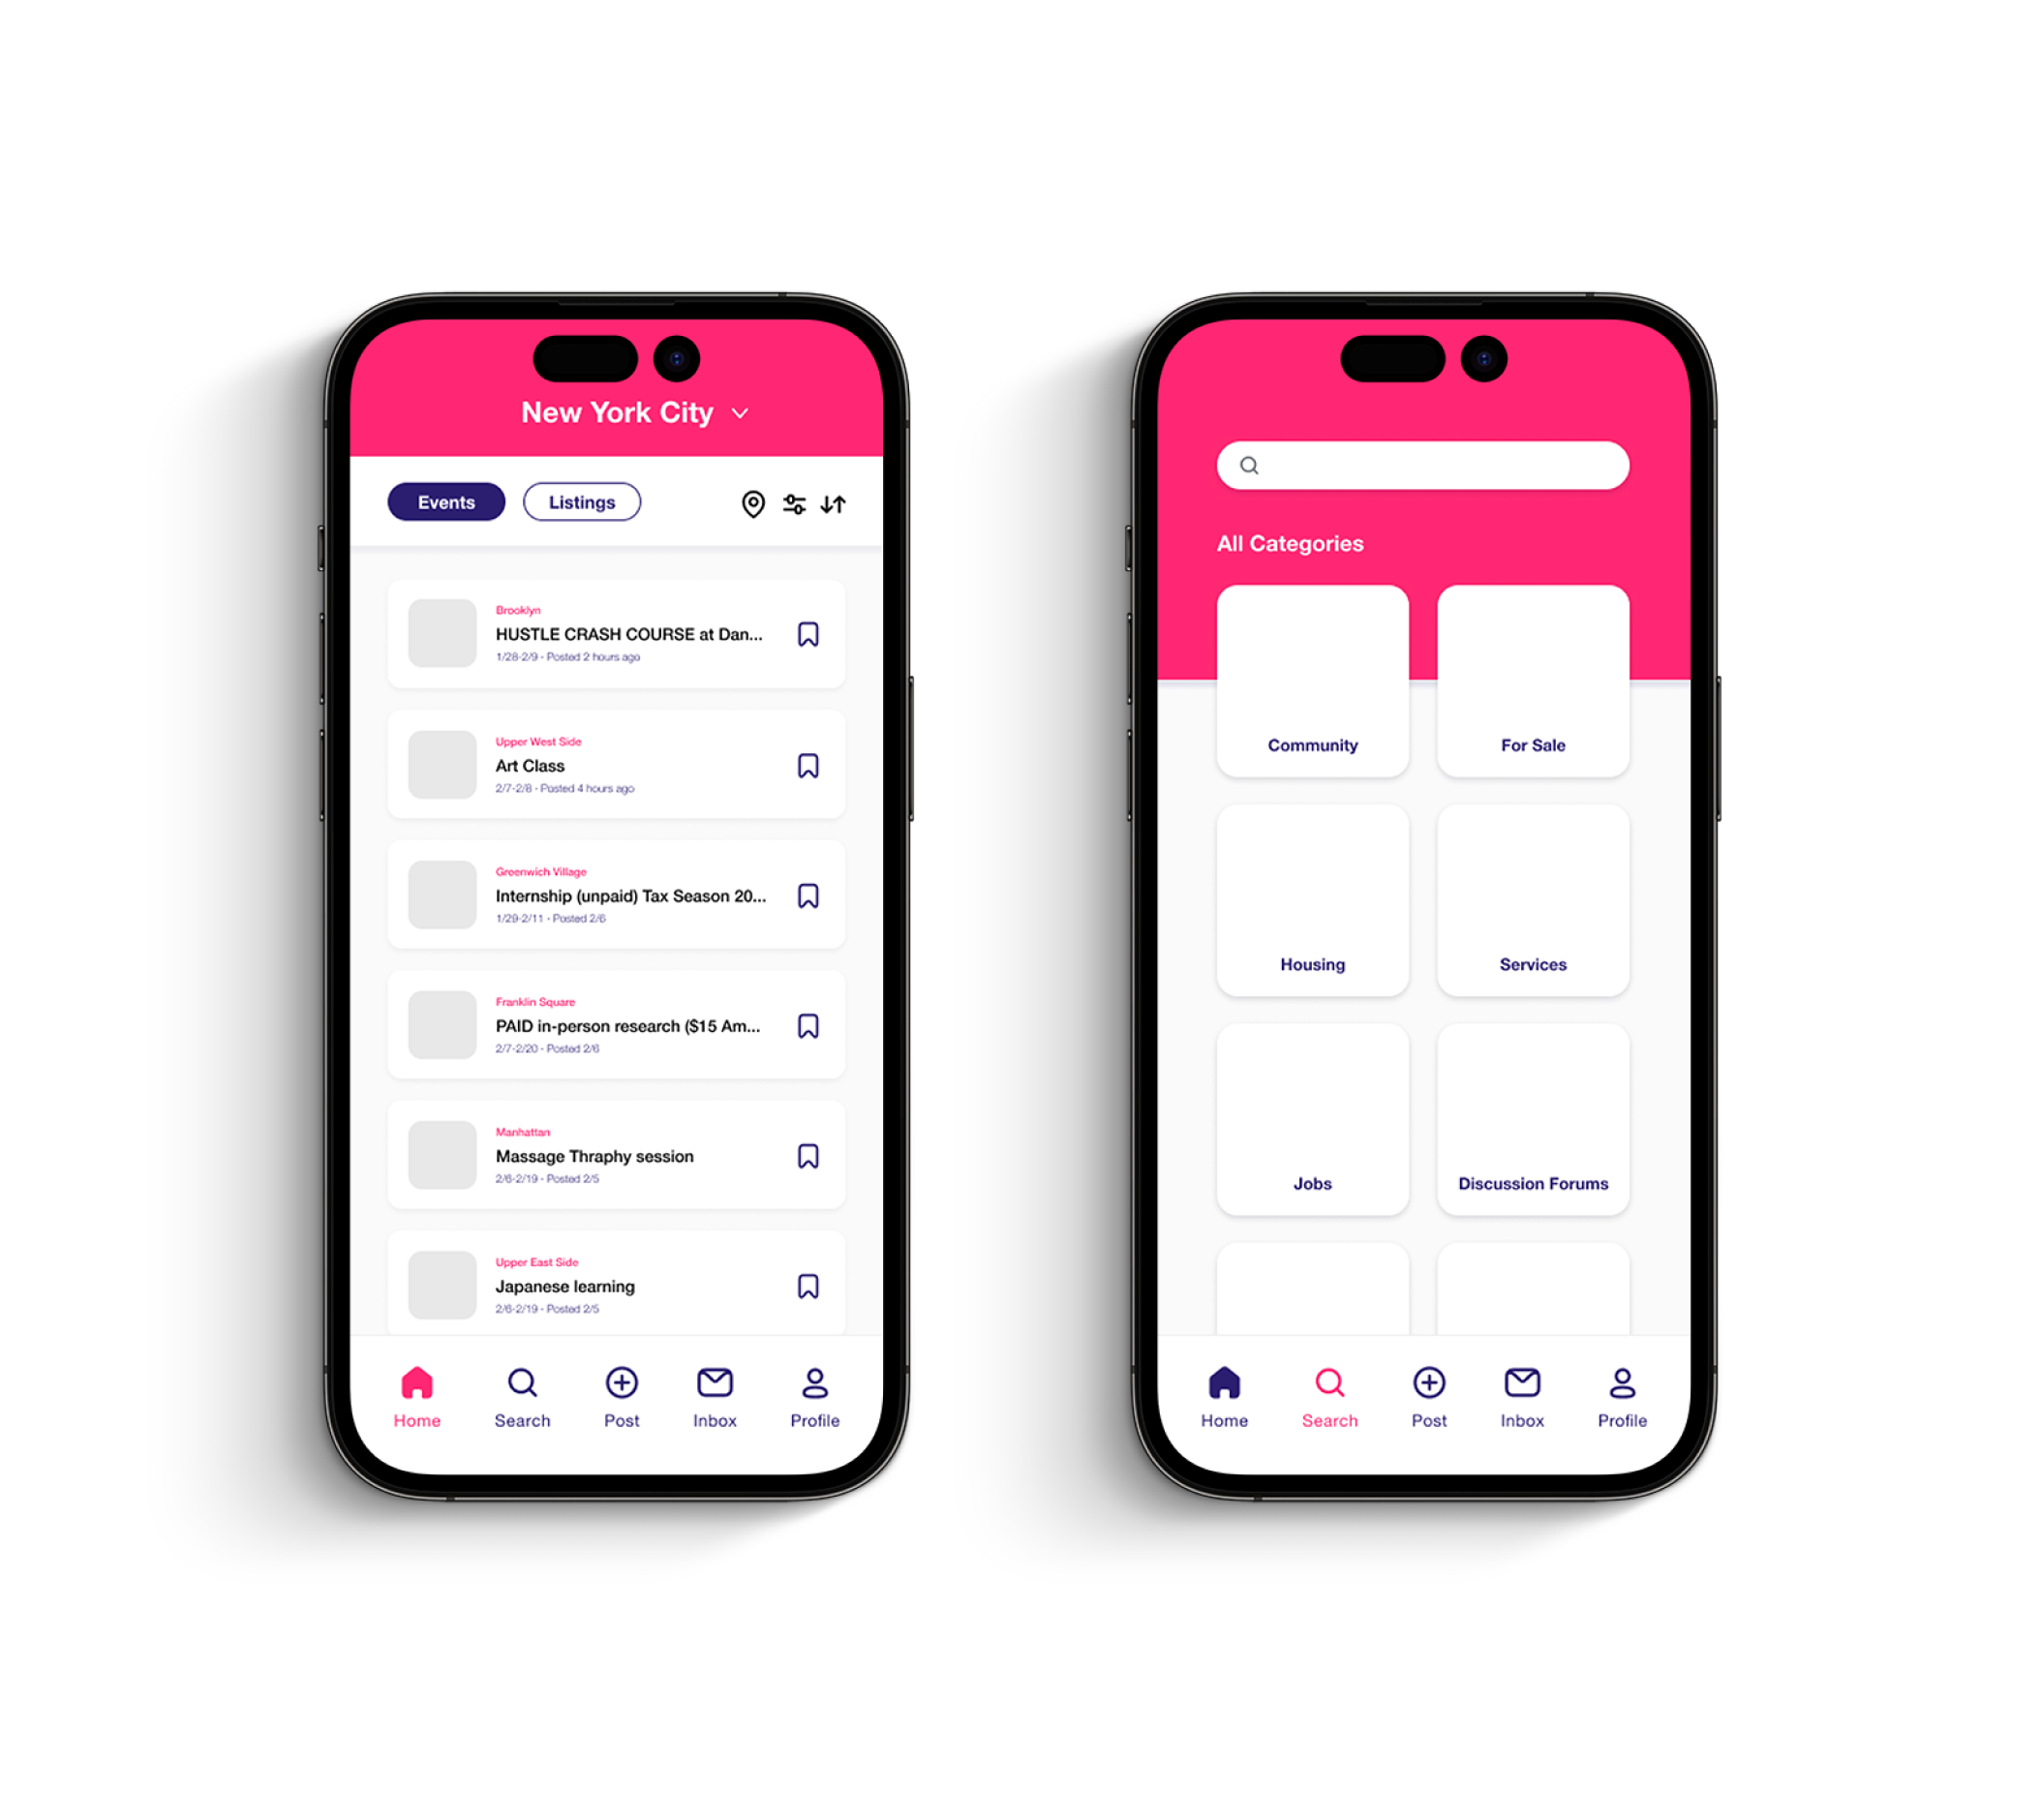 New York City
Events
Listings
Brooklyn
HUSTLE CRASH COURSE at Dan...
1/28-2/9 - Posted 2 hours ago
Upper West Side
Art Class
2/7-2/8 - Posted 4 hours ago
Greenwich Village
Internship (unpaid) Tax Season 20...
1/29-2/11 - Posted 2/6
Franklin Square
PAID in-person research ($15 Am...
2/7-2/20 - Posted 2/6
Manhattan
Massage Thraphy session
2/6-2/19 - Posted 2/5
Upper East Side
Japanese learning
2/6-2/19 - Posted 2/5
Home
Search
Post
Inbox
Profile
All Categories
Community
For Sale
Housing
Services
Jobs
Discussion Forums
Home
Search
Post
Inbox
Profile